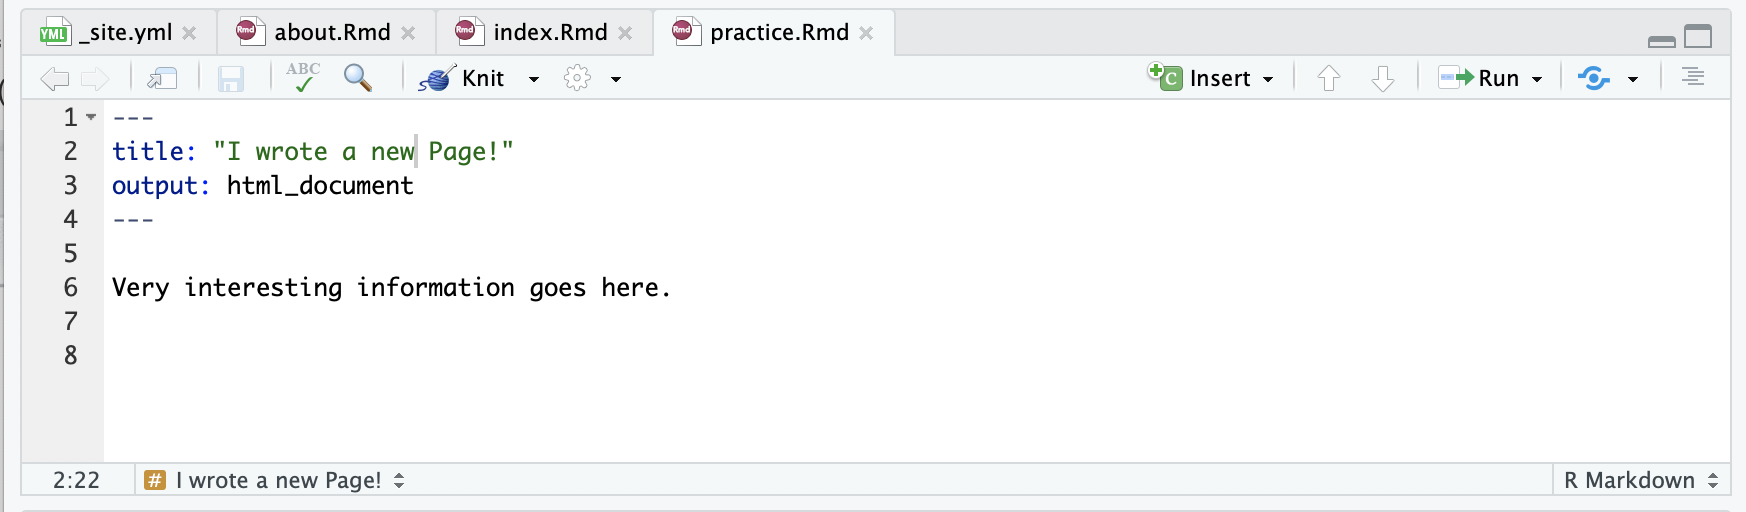 _site.yml about.Rmd index.Rmd practice.Rmd
ABC Knit Insert Run
1 ---
2 title: "I wrote a new Page!"
3 output: html_document
4 ---
5
6 Very interesting information goes here.
7
8
2:22 # I wrote a new Page! R Markdown